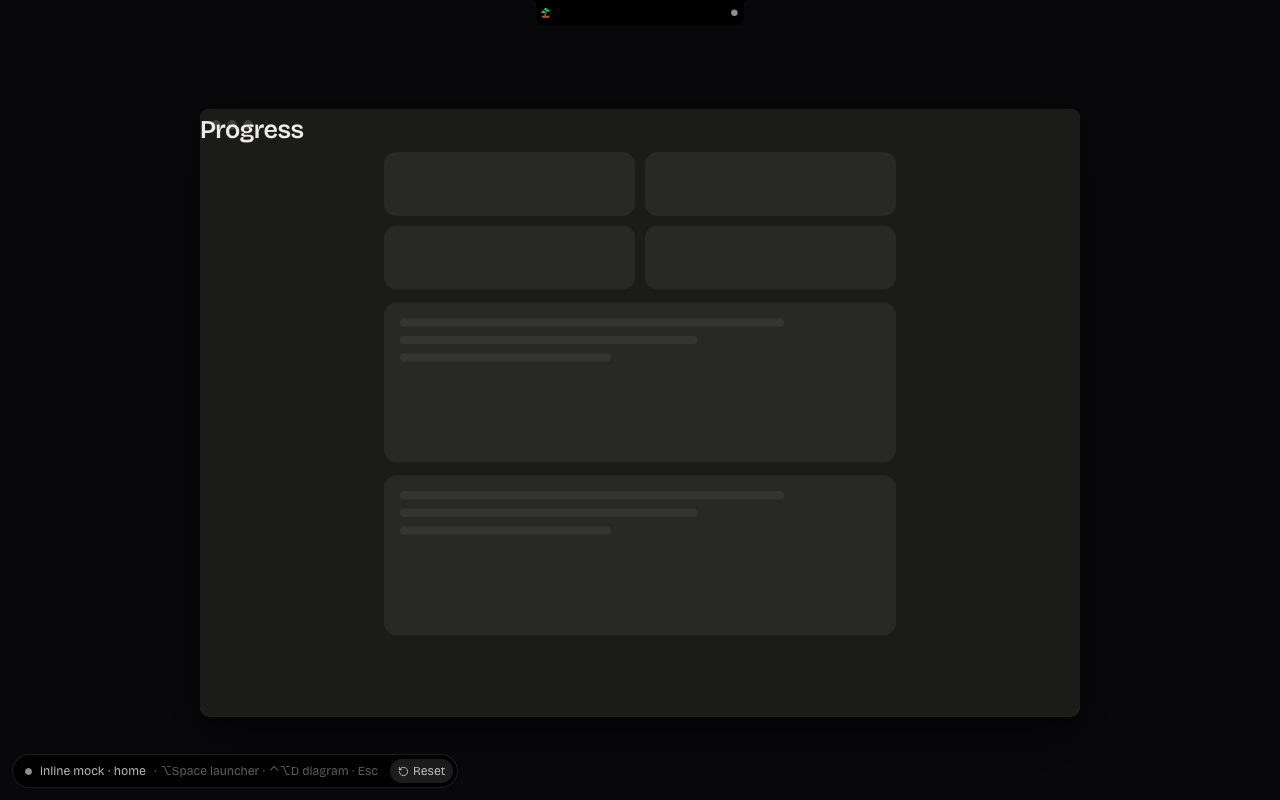 Progress
inline mock · home · ⌥Space launcher · ^⌥D diagram · Esc Reset